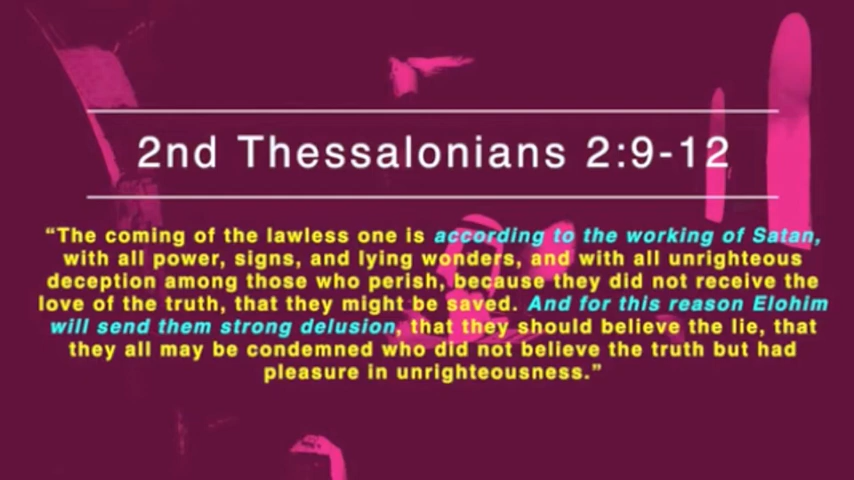 2nd Thessalonians 2:9-12
“The coming of the lawless one is according to the working of Satan,
with all power, signs, and lying wonders, and with all unrighteous
deception among those who perish, because they did not receive the
love of the truth, that they might be saved. And for this reason Elohim
will send them strong delusion, that they should believe the lie, that
they all may be condemned who did not believe the truth but had
pleasure in unrighteousness.”